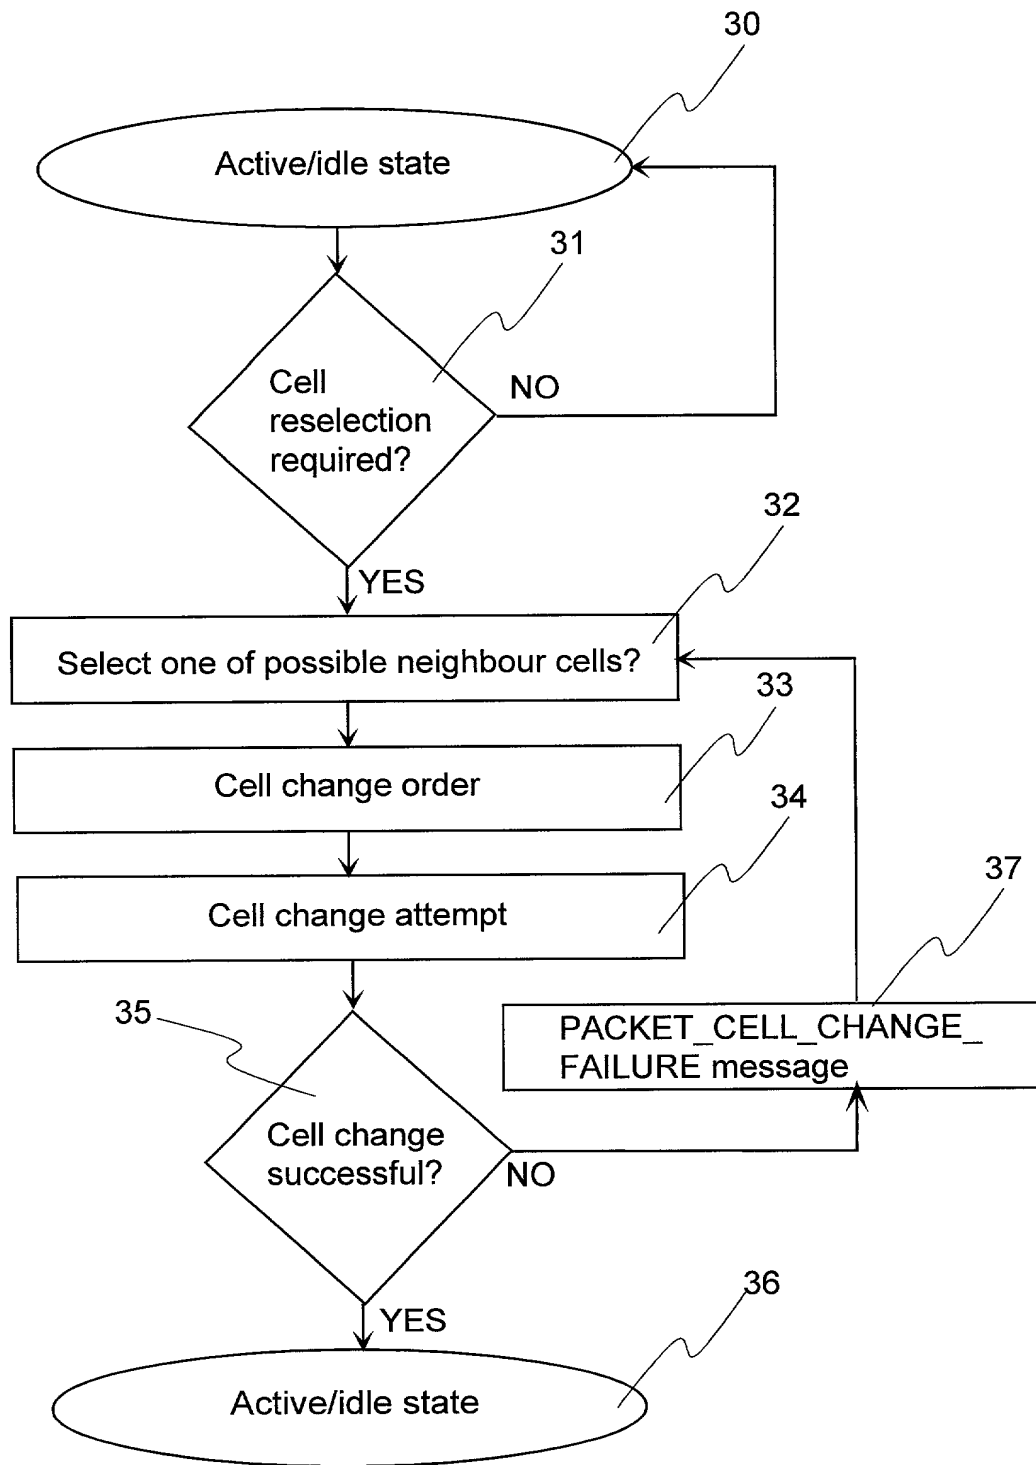 30
Active/idle state
31
Cell
reselection
required?
NO
32
YES
Select one of possible neighbour cells?
33
Cell change order
34
Cell change attempt
37
35
PACKET_CELL_CHANGE_
FAILURE message
Cell change
successful?
NO
36
YES
Active/idle state